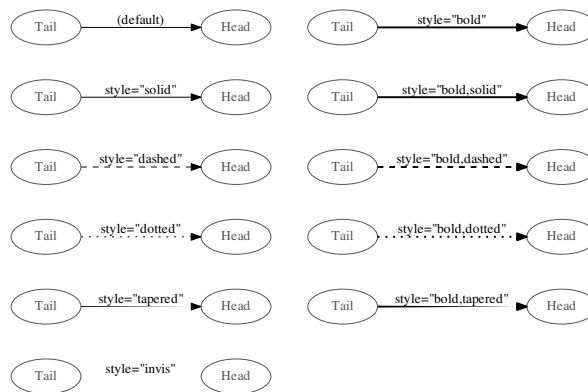 Tail (default) Head Tail style="bold" Head
Tail style="solid" Head Tail style="bold,solid" Head
Tail style="dashed" Head Tail style="bold,dashed" Head
Tail style="dotted" Head Tail style="bold,dotted" Head
Tail style="tapered" Head Tail style="bold,tapered" Head
Tail style="invis" Head